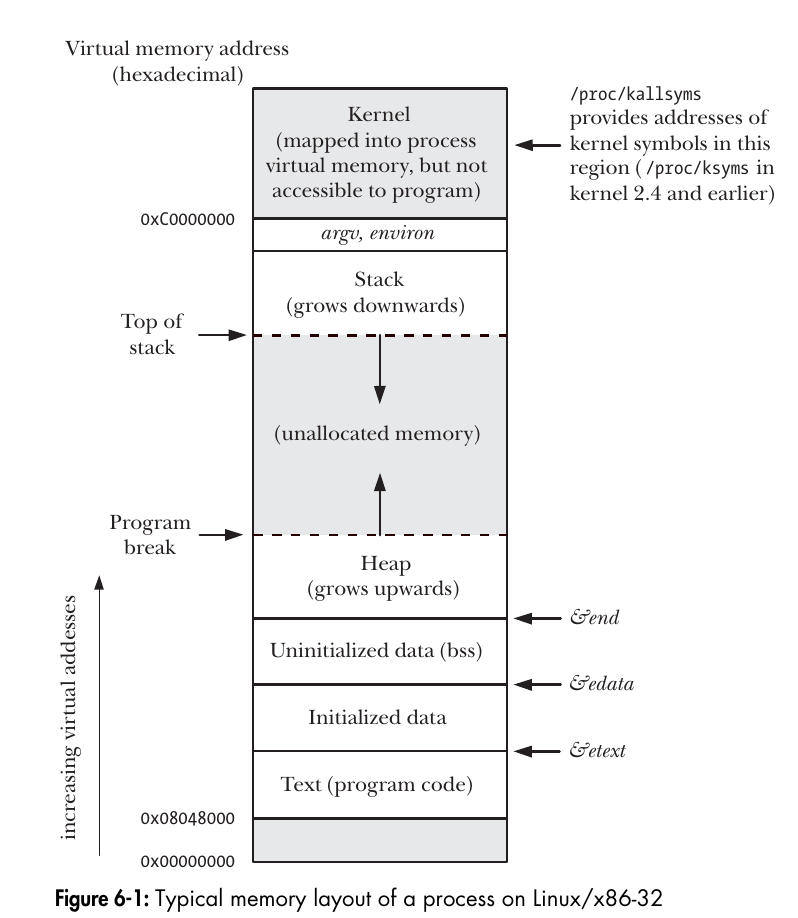 Virtual memory address
(hexadecimal)
/proc/kallsyms
provides addresses of
kernel symbols in this
region (/proc/ksyms in
kernel 2.4 and earlier)
Kernel
(mapped into process
virtual memory, but not
accessible to program)
0xC0000000
argv, environ
Stack
(grows downwards)
Top of
stack
(unallocated memory)
Program
break
Heap
(grows upwards)
&end
Uninitialized data (bss)
&edata
Initialized data
&etext
Text (program code)
0x08048000
0x00000000
increasing virtual addesses
Figure 6-1: Typical memory layout of a process on Linux/x86-32